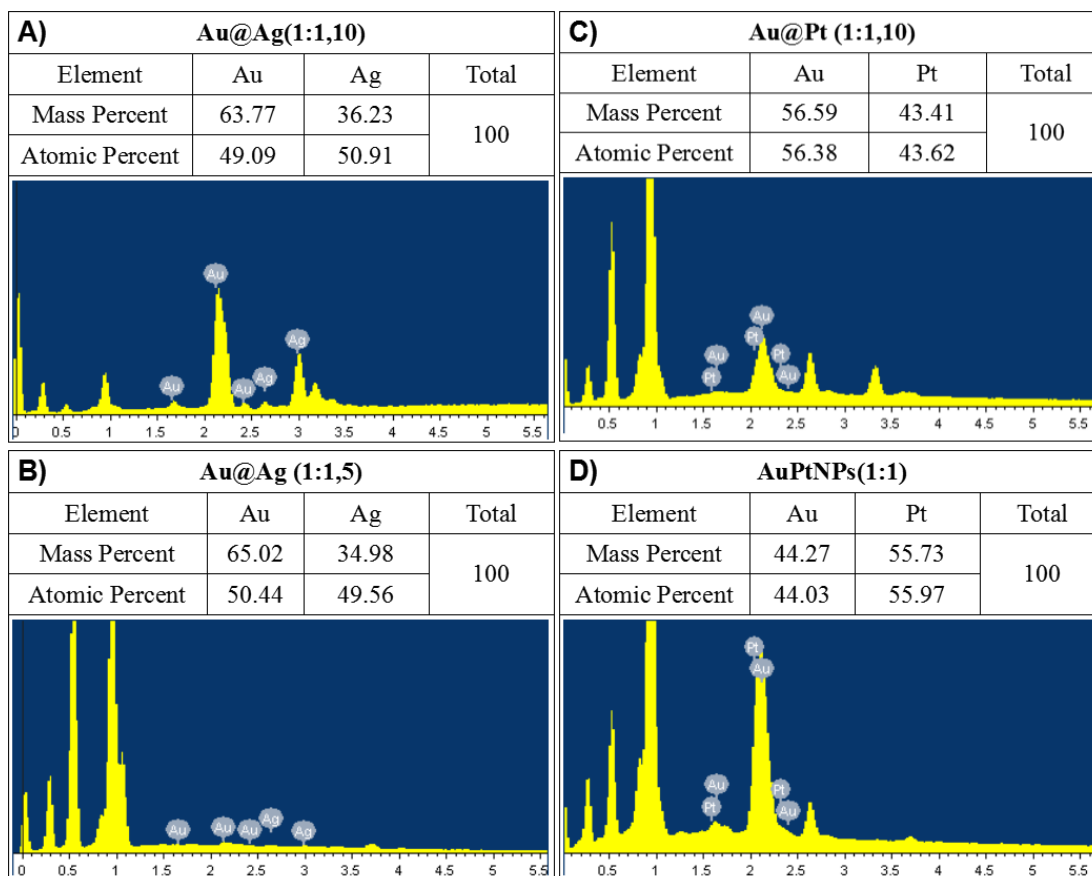 A)
Au@Ag(1:1,10)
Element Au Ag Total
Mass Percent 63.77 36.23 100
Atomic Percent 49.09 50.91
Au
Ag
Au
Au
Ag
0 0.5 1 1.5 2 2.5 3 3.5 4 4.5 5 5.5
C)
Au@Pt (1:1,10)
Element Au Pt Total
Mass Percent 56.59 43.41 100
Atomic Percent 56.38 43.62
Au
Pt
Au
Pt
Pt
Au
0.5 1 1.5 2 2.5 3 3.5 4 4.5 5 5.5
B)
Au@Ag (1:1,5)
Element Au Ag Total
Mass Percent 65.02 34.98 100
Atomic Percent 50.44 49.56
Au
Au
Au
Ag
Ag
0 0.5 1 1.5 2 2.5 3 3.5 4 4.5 5 5.5
D)
AuPtNPs(1:1)
Element Au Pt Total
Mass Percent 44.27 55.73 100
Atomic Percent 44.03 55.97
Pt
Au
Au
Pt
Pt
Au
0.5 1 1.5 2 2.5 3 3.5 4 4.5 5 5.5